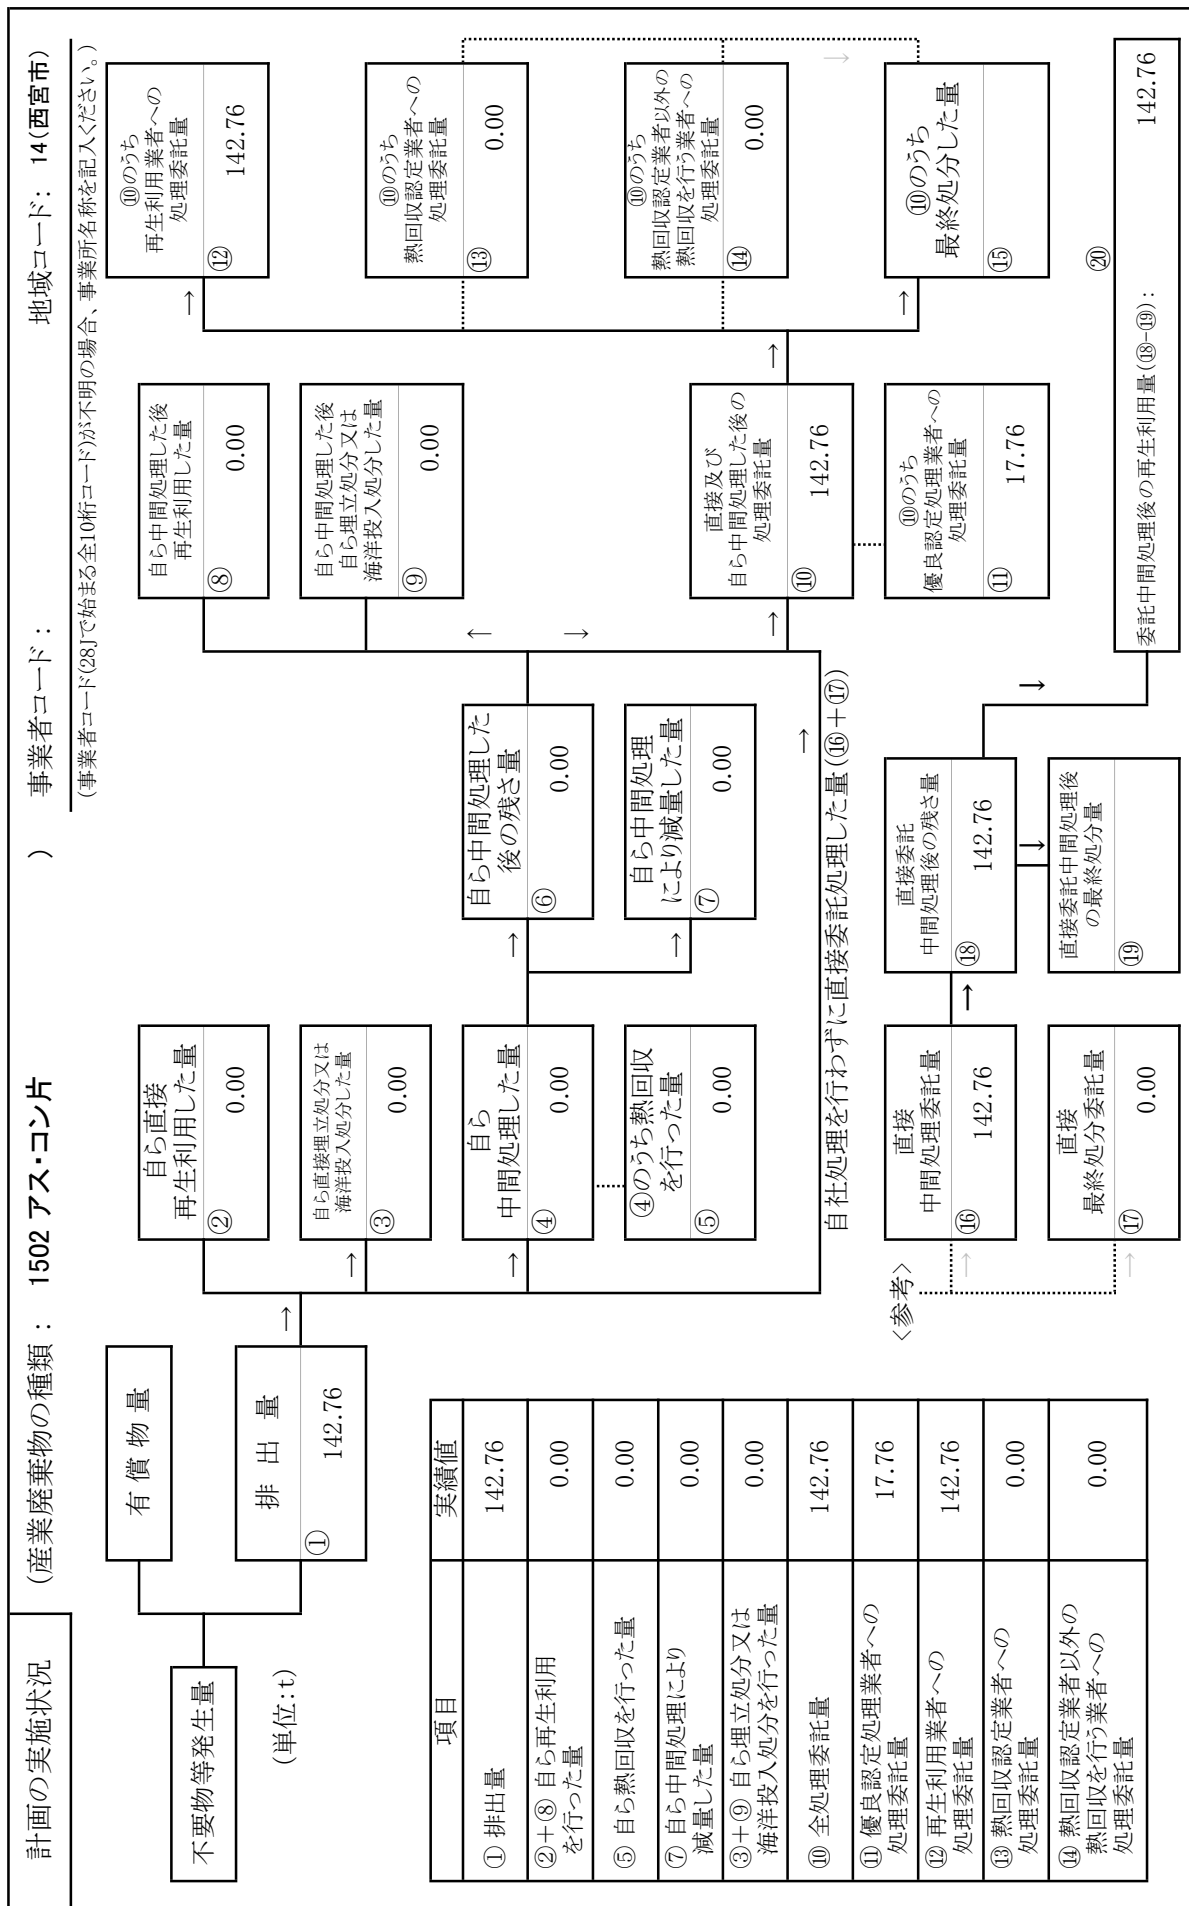 計画の実施状況
(産業廃棄物の種類： 1502 アス・コン片 )
事業者コード：
地域コード： 14(西宮市)
(事業者コード(「28」で始まる全10桁コード)が不明の場合、事業所名称を記入ください。)
不要物等発生量
(単位：t)
有 償 物 量
排 出 量
① 142.76
→
自ら直接
再生利用した量
② 0.00
→
自ら直接埋立処分又は
海洋投入処分した量
③ 0.00
→
自ら
中間処理した量
④ 0.00
④のうち熱回収
を行った量
⑤ 0.00
→
自ら中間処理した
後の残さ量
⑥ 0.00
→
自ら中間処理
により減量した量
⑦ 0.00
自ら中間処理した後
再生利用した量
⑧ 0.00
自ら中間処理した後
自ら埋立処分又は
海洋投入処分した量
⑨ 0.00
↑
↓
→
直接及び
自ら中間処理した後の
処理委託量
⑩ 142.76
⑩のうち
優良認定処理業者への
処理委託量
⑪ 17.76
→
→
⑩のうち
再生利用業者への
処理委託量
⑫ 142.76
⑩のうち
熱回収認定業者への
処理委託量
⑬ 0.00
⑩のうち
熱回収認定業者以外の
熱回収を行う業者への
処理委託量
⑭ 0.00
↓
→
⑩のうち
最終処分した量
⑮
→
自社処理を行わずに直接委託処理した量(⑯＋⑰)
<参考>
→
直接
中間処理委託量
⑯ 142.76
→
直接
最終処分委託量
⑰ 0.00
→
直接委託
中間処理後の残さ量
⑱ 142.76
↓
直接委託中間処理後
の最終処分量
⑲
↓
⑳
委託中間処理後の再生利用量(⑱-⑲)： 142.76
項目 実績値
① 排出量 142.76
②＋⑧ 自ら再生利用
を行った量 0.00
⑤ 自ら熱回収を行った量 0.00
⑦ 自ら中間処理により
減量した量 0.00
③＋⑨ 自ら埋立処分又は
海洋投入処分を行った量 0.00
⑩ 全処理委託量 142.76
⑪ 優良認定処理業者への
処理委託量 17.76
⑫ 再生利用業者への
処理委託量 142.76
⑬ 熱回収認定業者への
処理委託量 0.00
⑭ 熱回収認定業者以外の
熱回収を行う業者への
処理委託量 0.00